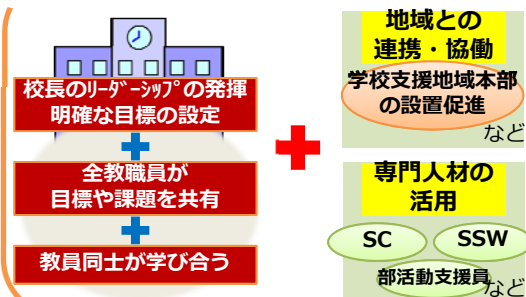 校長のﾘｰﾀﾞｰｼｯﾌﾟの発揮
明確な目標の設定
全教職員が
目標や課題を共有
教員同士が学び合う
地域との
連携・協働
学校支援地域本部
の設置促進
など
専門人材の
活用
SC
SSW
部活動支援員
など